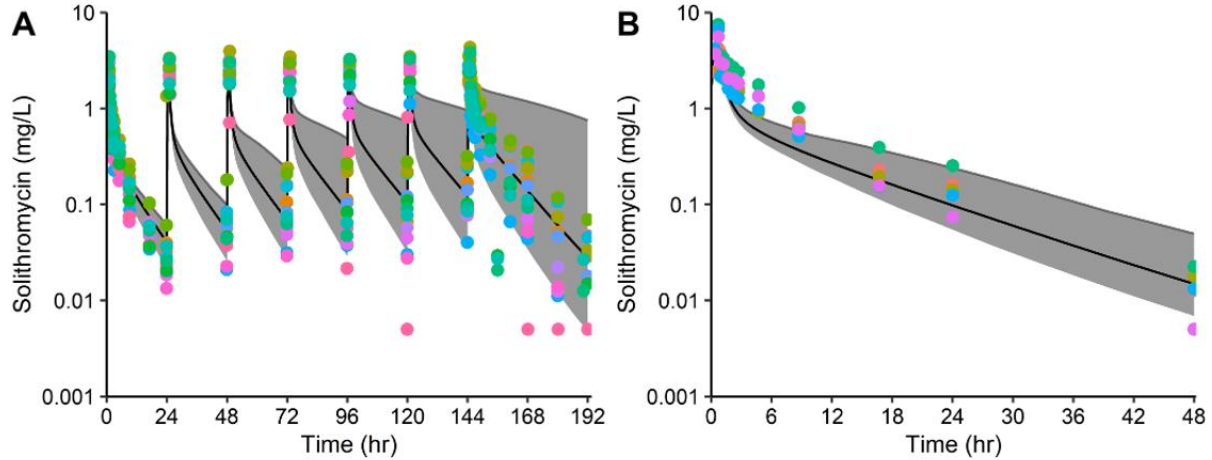 A
Solithromycin (mg/L)
10
1
0.1
0.01
0.001
0 24 48 72 96 120 144 168 192
Time (hr)
B
Solithromycin (mg/L)
10
1
0.1
0.01
0.001
0 6 12 18 24 30 36 42 48
Time (hr)